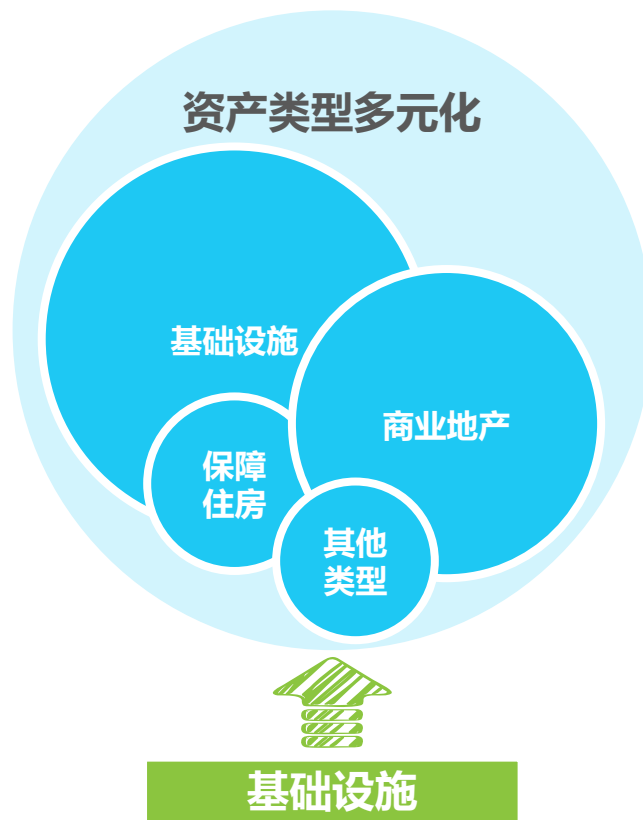 资产类型多元化
基础设施
商业地产
保障
住房
其他
类型
基础设施